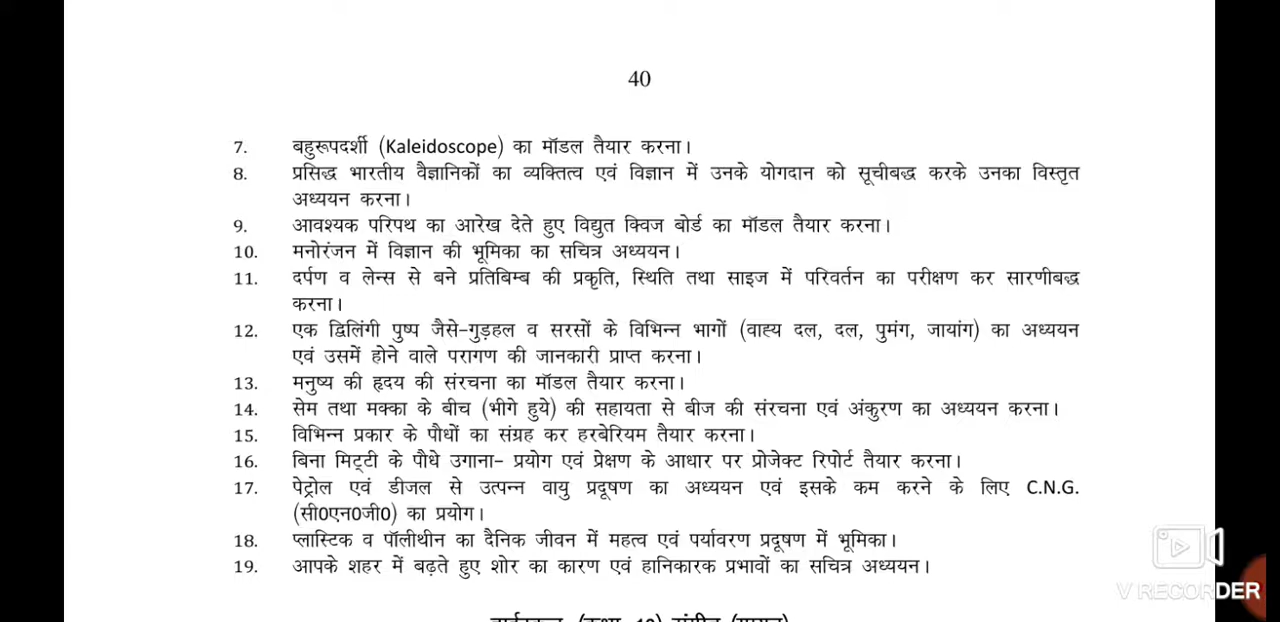 40
7. बहुरूपदर्शी (Kaleidoscope) का मॉडल तैयार करना।
8. प्रसिद्ध भारतीय वैज्ञानिकों का व्यक्तित्व एवं विज्ञान में उनके योगदान को सूचीबद्ध करके उनका विस्तृत
अध्ययन करना।
9. आवश्यक परिपथ का आरेख देते हुए विद्युत क्विज बोर्ड का मॉडल तैयार करना।
10. मनोरंजन में विज्ञान की भूमिका का सचित्र अध्ययन।
11. दर्पण व लेन्स से बने प्रतिबिम्ब की प्रकृति, स्थिति तथा साइज में परिवर्तन का परीक्षण कर सारणीबद्ध
करना।
12. एक द्विलिंगी पुष्प जैसे-गुड़हल व सरसों के विभिन्न भागों (वाह्य दल, दल, पुमंग, जायांग) का अध्ययन
एवं उसमें होने वाले परागण की जानकारी प्राप्त करना।
13. मनुष्य की हृदय की संरचना का मॉडल तैयार करना।
14. सेम तथा मक्का के बीच (भीगे हुये) की सहायता से बीज की संरचना एवं अंकुरण का अध्ययन करना।
15. विभिन्न प्रकार के पौधों का संग्रह कर हरबेरियम तैयार करना।
16. बिना मिट्टी के पौधे उगाना- प्रयोग एवं प्रेक्षण के आधार पर प्रोजेक्ट रिपोर्ट तैयार करना।
17. पेट्रोल एवं डीजल से उत्पन्न वायु प्रदूषण का अध्ययन एवं इसके कम करने के लिए C.N.G.
(सी0एन0जी0) का प्रयोग।
18. प्लास्टिक व पॉलीथीन का दैनिक जीवन में महत्व एवं पर्यावरण प्रदूषण में भूमिका।
19. आपके शहर में बढ़ते हुए शोर का कारण एवं हानिकारक प्रभावों का सचित्र अध्ययन।
V RECORDER